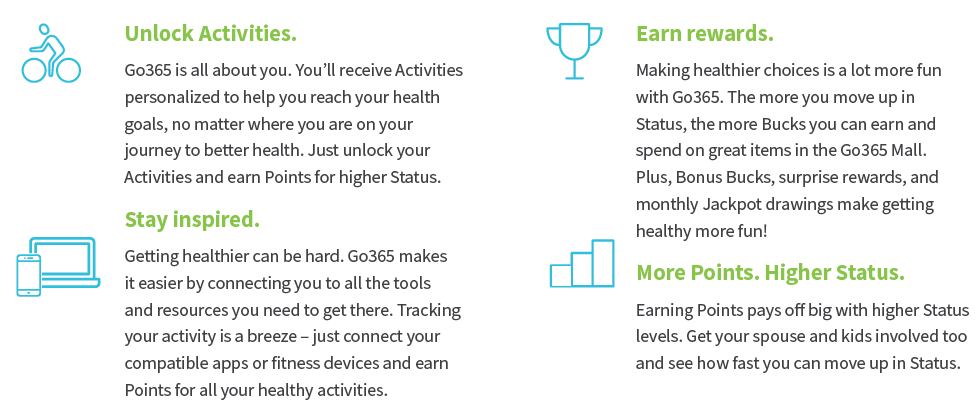 Unlock Activities.
Go365 is all about you. You’ll receive Activities
personalized to help you reach your health
goals, no matter where you are on your
journey to better health. Just unlock your
Activities and earn Points for higher Status.
Stay inspired.
Getting healthier can be hard. Go365 makes
it easier by connecting you to all the tools
and resources you need to get there. Tracking
your activity is a breeze – just connect your
compatible apps or fitness devices and earn
Points for all your healthy activities.
Earn rewards.
Making healthier choices is a lot more fun
with Go365. The more you move up in
Status, the more Bucks you can earn and
spend on great items in the Go365 Mall.
Plus, Bonus Bucks, surprise rewards, and
monthly Jackpot drawings make getting
healthy more fun!
More Points. Higher Status.
Earning Points pays off big with higher Status
levels. Get your spouse and kids involved too
and see how fast you can move up in Status.